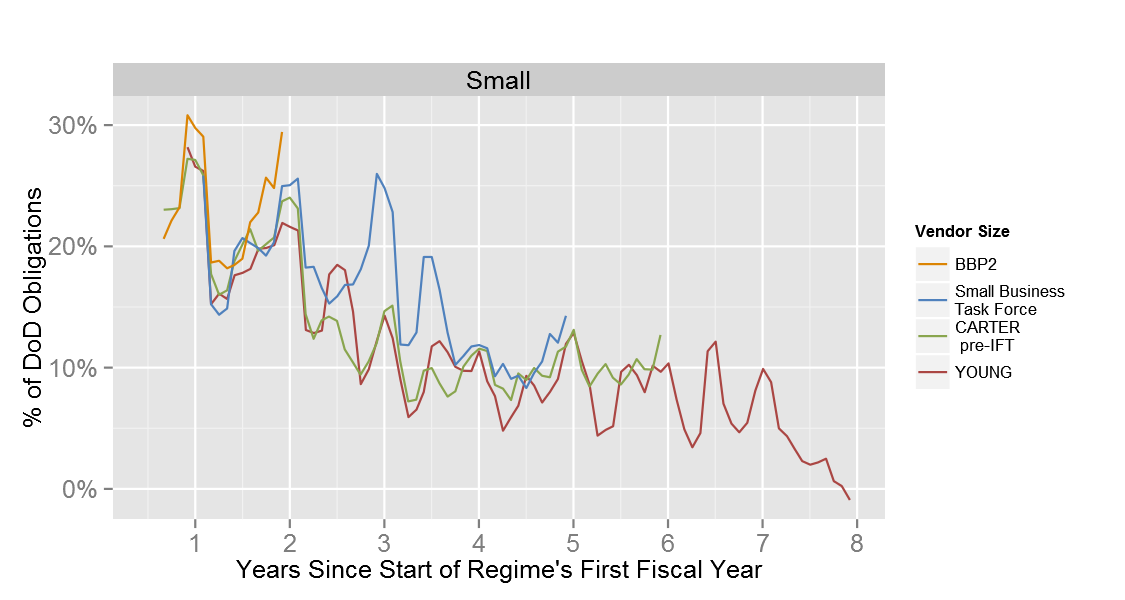 Small
30%
20%
10%
0%
% of DoD Obligations
1 2 3 4 5 6 7 8
Years Since Start of Regime's First Fiscal Year
Vendor Size
BBP2
Small Business
Task Force
CARTER
pre-IFT
YOUNG